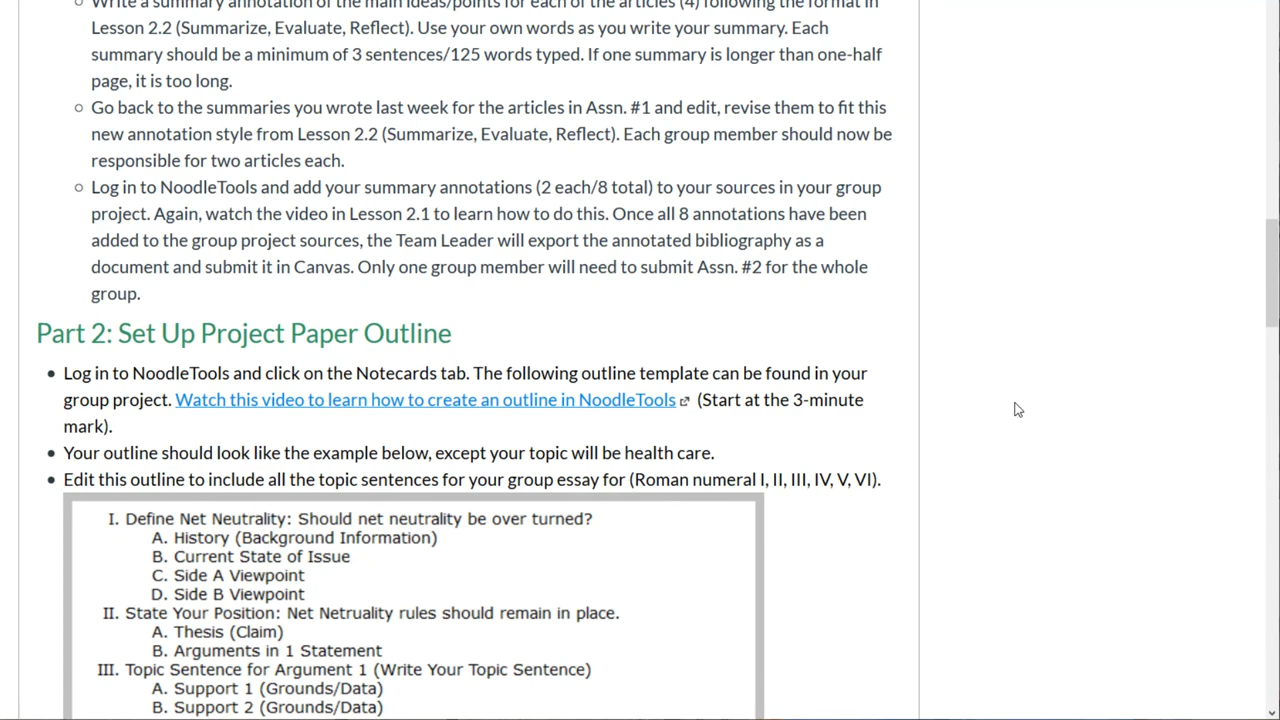 Write a summary annotation of the main ideas/points for each of the articles (4) following the format in
Lesson 2.2 (Summarize, Evaluate, Reflect). Use your own words as you write your summary. Each
summary should be a minimum of 3 sentences/125 words typed. If one summary is longer than one-half
page, it is too long.
Go back to the summaries you wrote last week for the articles in Assn. #1 and edit, revise them to fit this
new annotation style from Lesson 2.2 (Summarize, Evaluate, Reflect). Each group member should now be
responsible for two articles each.
Log in to NoodleTools and add your summary annotations (2 each/8 total) to your sources in your group
project. Again, watch the video in Lesson 2.1 to learn how to do this. Once all 8 annotations have been
added to the group project sources, the Team Leader will export the annotated bibliography as a
document and submit it in Canvas. Only one group member will need to submit Assn. #2 for the whole
group.
Part 2: Set Up Project Paper Outline
Log in to NoodleTools and click on the Notecards tab. The following outline template can be found in your
group project. Watch this video to learn how to create an outline in NoodleTools (Start at the 3-minute
mark).
Your outline should look like the example below, except your topic will be health care.
Edit this outline to include all the topic sentences for your group essay for (Roman numeral I, II, III, IV, V, VI).
I. Define Net Neutrality: Should net neutrality be over turned?
A. History (Background Information)
B. Current State of Issue
C. Side A Viewpoint
D. Side B Viewpoint
II. State Your Position: Net Netruality rules should remain in place.
A. Thesis (Claim)
B. Arguments in 1 Statement
III. Topic Sentence for Argument 1 (Write Your Topic Sentence)
A. Support 1 (Grounds/Data)
B. Support 2 (Grounds/Data)